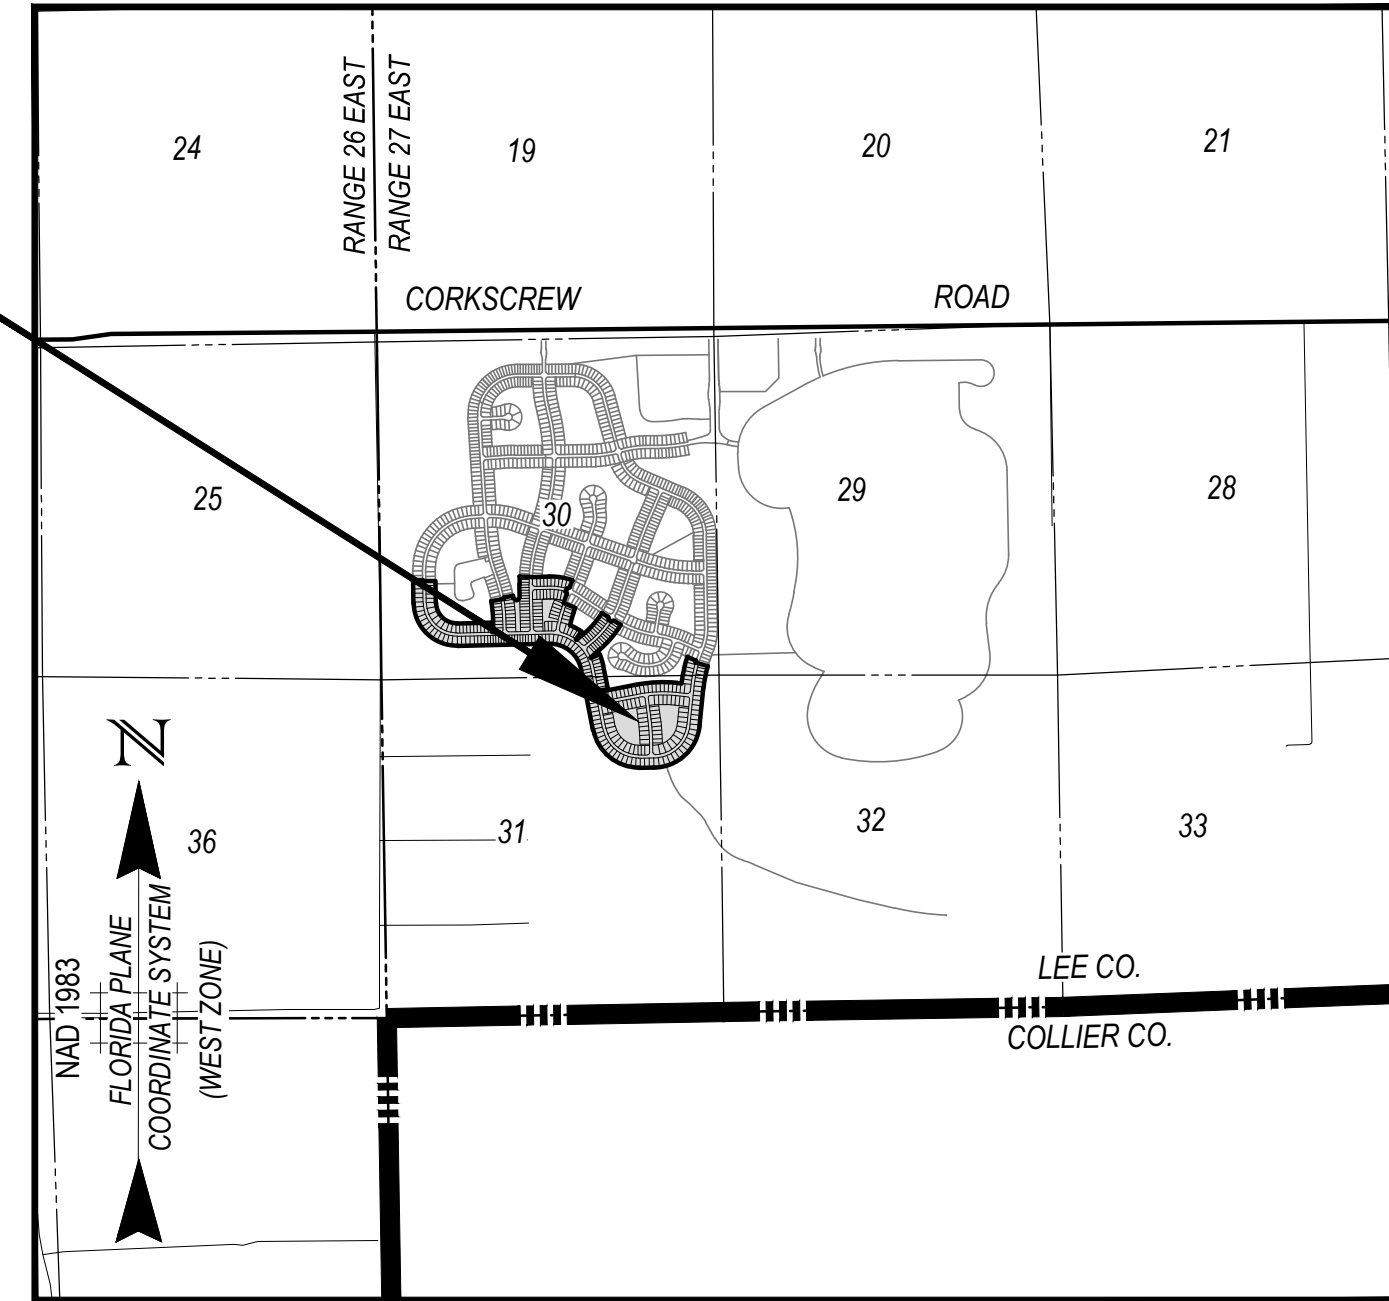 RANGE 26 EAST
RANGE 27 EAST
24
19
20
21
CORKSCREW ROAD
25
30
29
28
N
36
31
32
33
NAD 1983
FLORIDA PLANE
COORDINATE SYSTEM
(WEST ZONE)
LEE CO.
COLLIER CO.